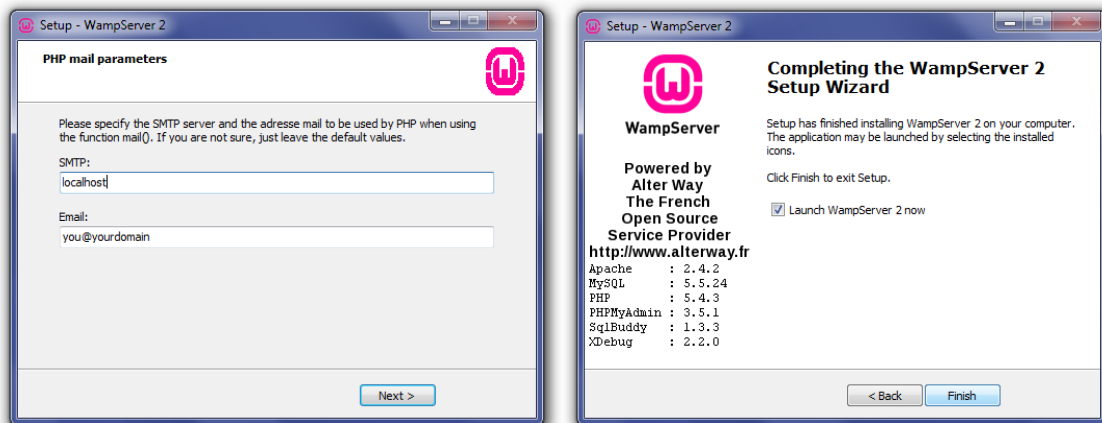 Setup - WampServer 2
PHP mail parameters
Please specify the SMTP server and the adresse mail to be used by PHP when using
the function mail(). If you are not sure, just leave the default values.
SMTP:
localhost
Email:
you@yourdomain
Next >
Setup - WampServer 2
WampServer
Powered by
Alter Way
The French
Open Source
Service Provider
http://www.alterway.fr
Apache : 2.4.2
MySQL : 5.5.24
PHP : 5.4.3
PHPMyAdmin : 3.5.1
SqlBuddy : 1.3.3
XDebug : 2.2.0
Completing the WampServer 2
Setup Wizard
Setup has finished installing WampServer 2 on your computer.
The application may be launched by selecting the installed
icons.
Click Finish to exit Setup.
Launch WampServer 2 now
< Back
Finish